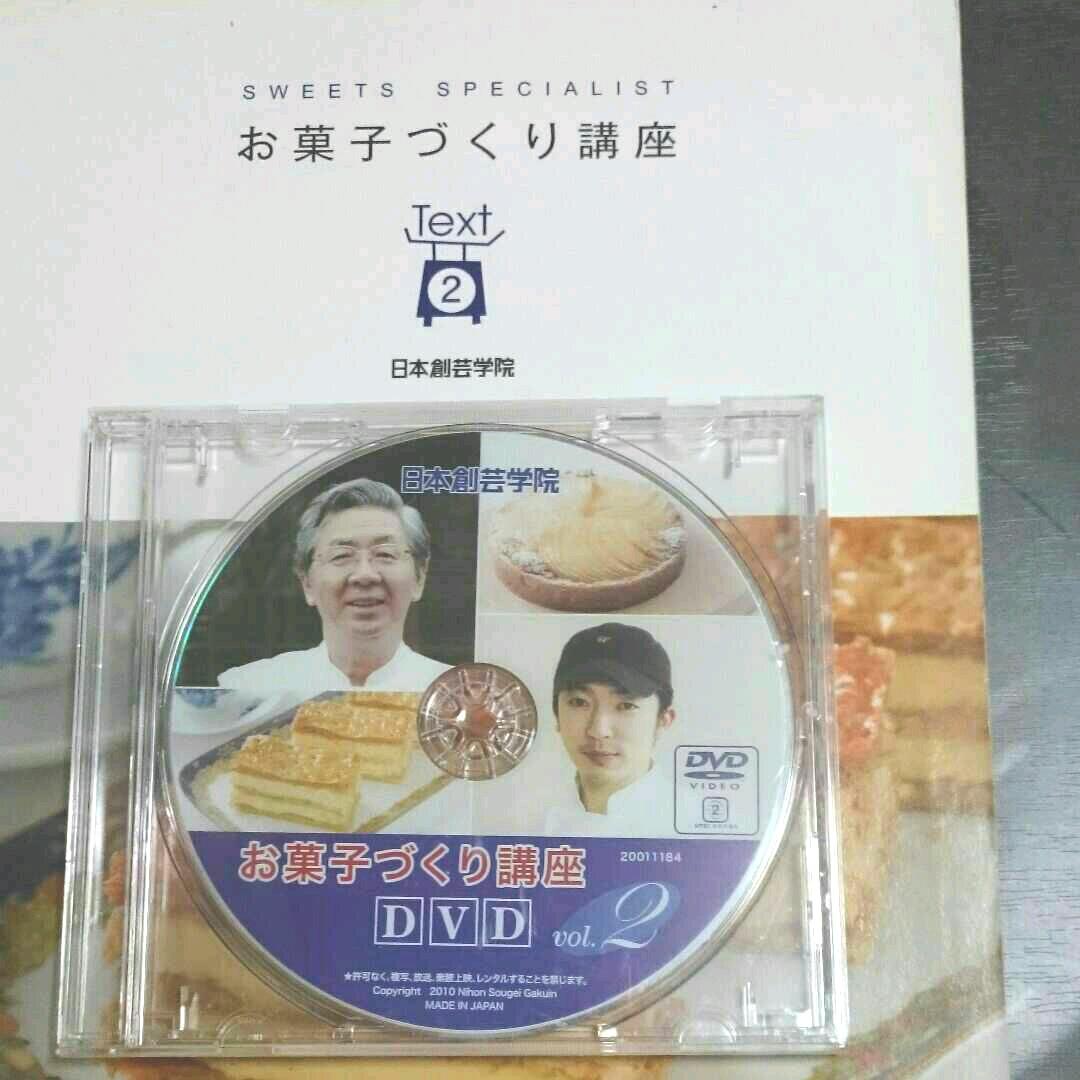 SWEETS SPECIALIST
お菓子づくり講座
Text
2
日本創芸学院
日本創芸学院
DVD
VIDEO
2
お菓子づくり講座
20011184
DVD vol.2
★許可なく、複写、放送、無断上映、レンタルすることを禁じます。
Copyright 2010 Nihon Sougei Gakuin
MADE IN JAPAN